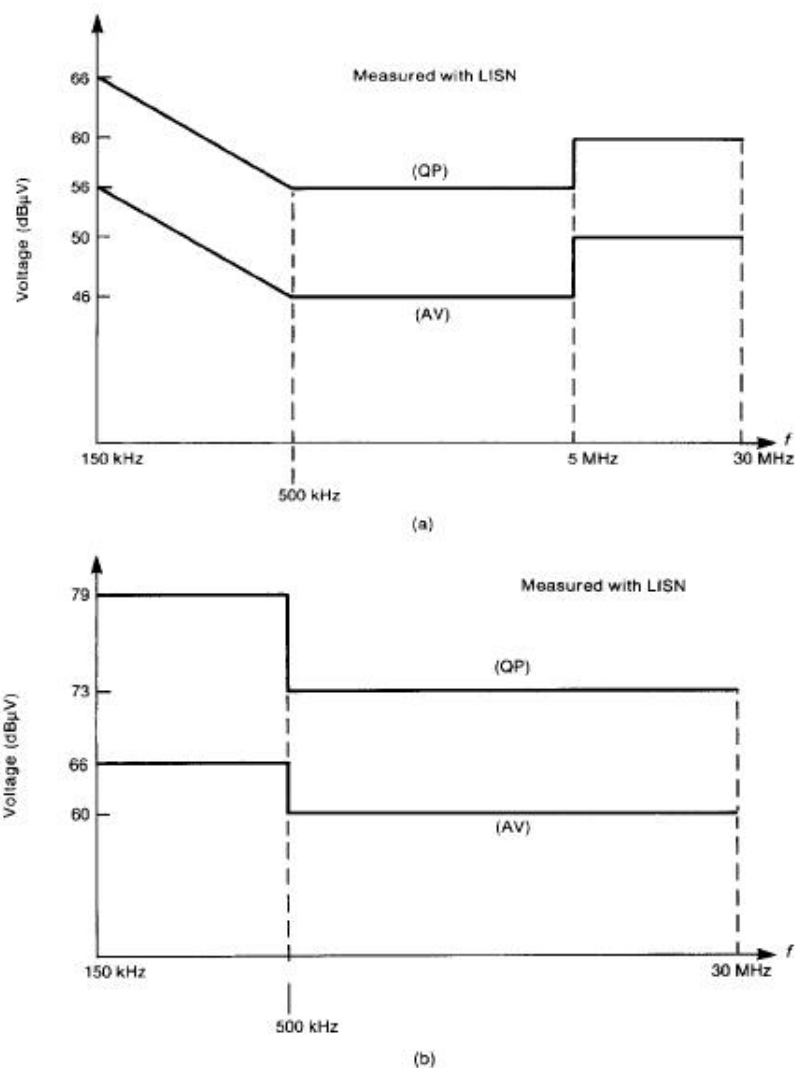 Measured with LISN
66
60
(QP)
56
50
46
(AV)
Voltage (dBµV)
f
150 kHz
5 MHz
30 MHz
500 kHz
(a)
Measured with LISN
79
(QP)
73
66
60
(AV)
Voltage (dBµV)
f
150 kHz
30 MHz
500 kHz
(b)